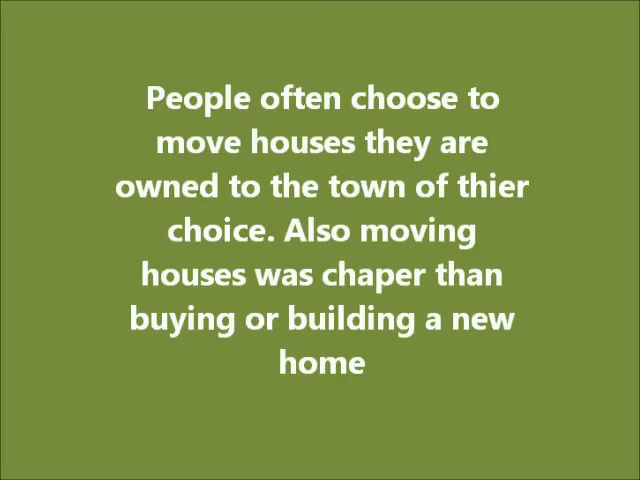 People often choose to
move houses they are
owned to the town of thier
choice. Also moving
houses was chaper than
buying or building a new
home